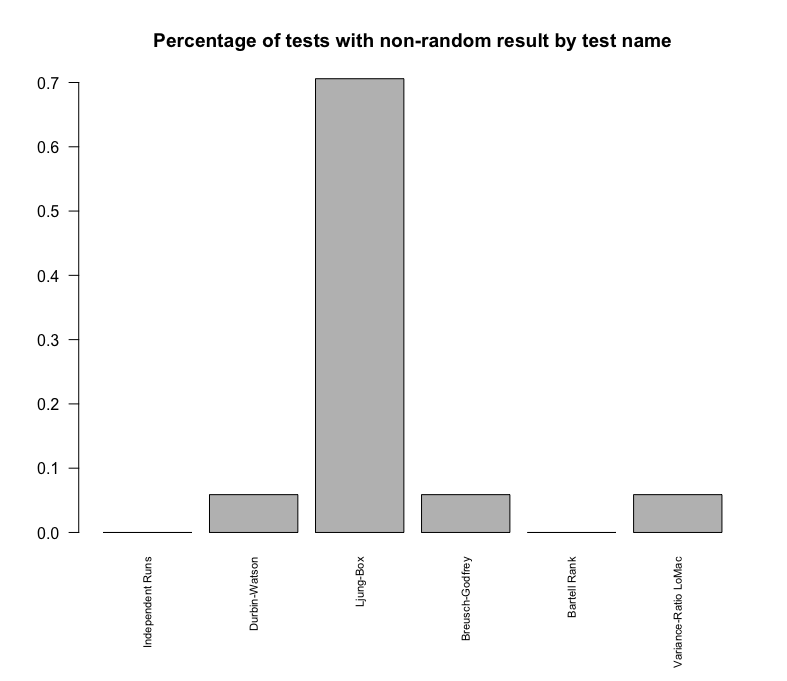 Percentage of tests with non-random result by test name
0.7
0.6
0.5
0.4
0.3
0.2
0.1
0.0
Independent Runs
Durbin-Watson
Ljung-Box
Breusch-Godfrey
Bartell Rank
Variance-Ratio LoMac